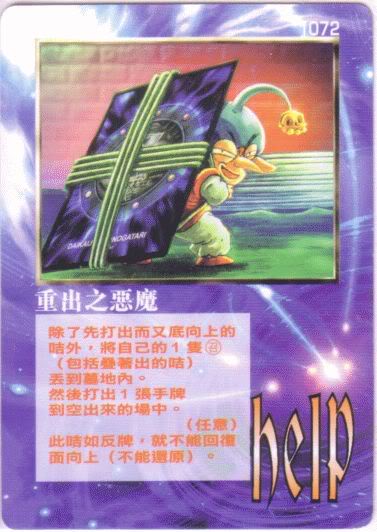 T072
DAIKAIJU MONOGATARI
重出之惡魔
除了先打出而又底向上的
咭外，將自己的1隻㊁
（包括疊著出的咭）
丟到墓地內。
然後打出1張手牌
到空出來的場中。
（任意）
此咭如反牌，就不能回復
面向上（不能還原）。
help